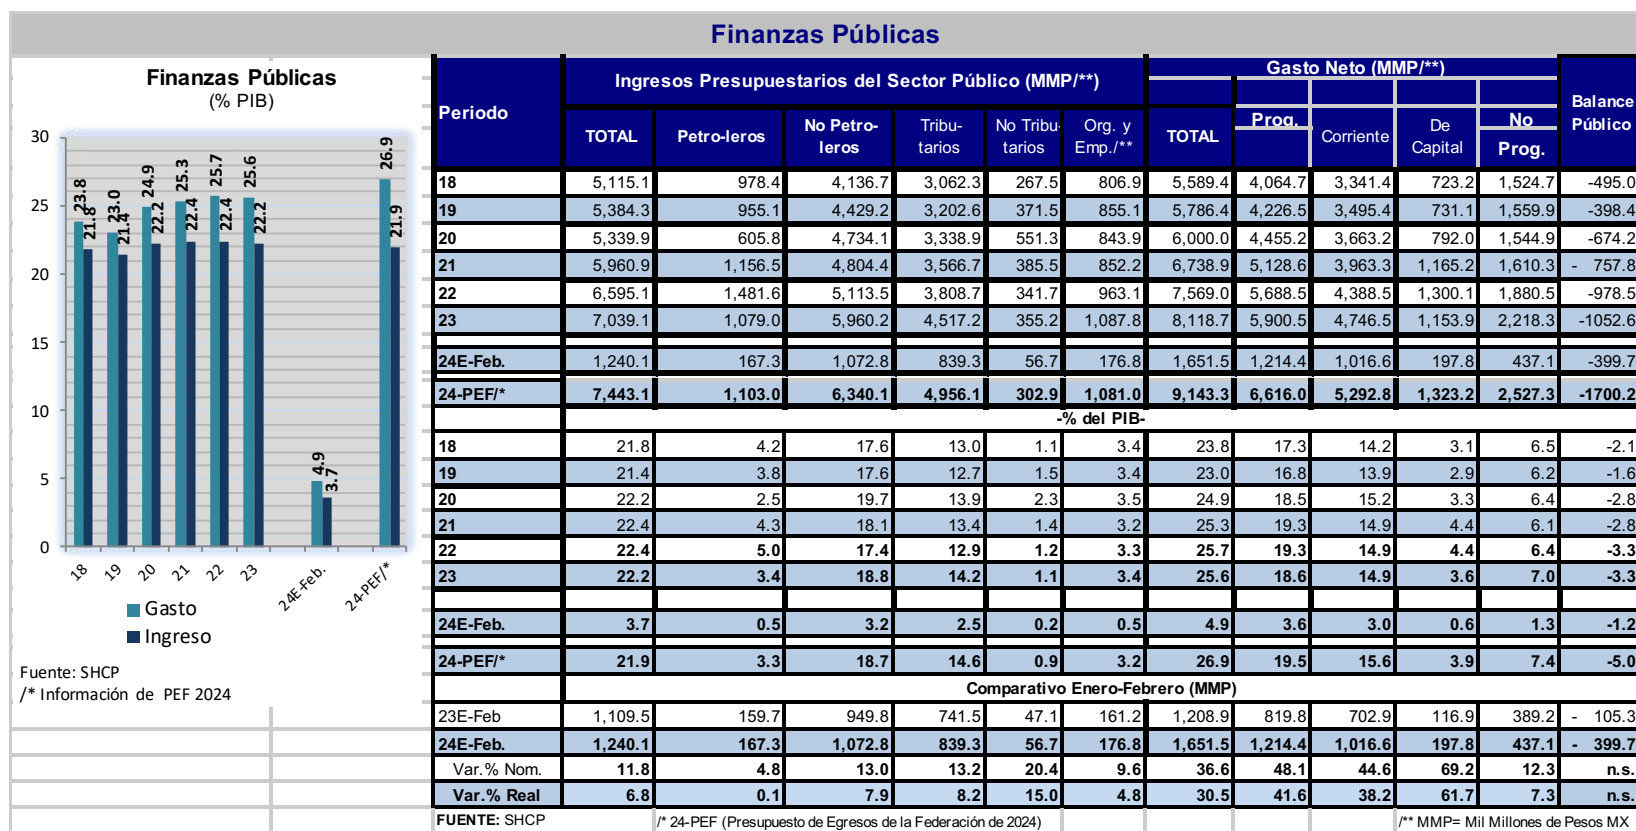 Finanzas Públicas
Finanzas Públicas
(% PIB)
30
25
20
15
10
5
0
23.8 21.8 23.0 21.4 24.9 22.2 25.3 22.4 25.7 22.4 25.6 22.2 4.9 3.7 26.9 21.9
18 19 20 21 22 23 24E-Feb. 24-PEF/*
Gasto
Ingreso
Fuente: SHCP
/* Información de PEF 2024
Periodo Ingresos Presupuestarios del Sector Público (MMP/**) Gasto Neto (MMP/**) Balance Público
TOTAL Petro-leros No Petro-leros Tribu-tarios No Tribu-tarios Org. y Emp./** TOTAL Prog. Corriente De Capital No Prog.
18 5,115.1 978.4 4,136.7 3,062.3 267.5 806.9 5,589.4 4,064.7 3,341.4 723.2 1,524.7 -495.0
19 5,384.3 955.1 4,429.2 3,202.6 371.5 855.1 5,786.4 4,226.5 3,495.4 731.1 1,559.9 -398.4
20 5,339.9 605.8 4,734.1 3,338.9 551.3 843.9 6,000.0 4,455.2 3,663.2 792.0 1,544.9 -674.2
21 5,960.9 1,156.5 4,804.4 3,566.7 385.5 852.2 6,738.9 5,128.6 3,963.3 1,165.2 1,610.3 - 757.8
22 6,595.1 1,481.6 5,113.5 3,808.7 341.7 963.1 7,569.0 5,688.5 4,388.5 1,300.1 1,880.5 -978.5
23 7,039.1 1,079.0 5,960.2 4,517.2 355.2 1,087.8 8,118.7 5,900.5 4,746.5 1,153.9 2,218.3 -1052.6
24E-Feb. 1,240.1 167.3 1,072.8 839.3 56.7 176.8 1,651.5 1,214.4 1,016.6 197.8 437.1 -399.7
24-PEF/* 7,443.1 1,103.0 6,340.1 4,956.1 302.9 1,081.0 9,143.3 6,616.0 5,292.8 1,323.2 2,527.3 -1700.2
-% del PIB-
18 21.8 4.2 17.6 13.0 1.1 3.4 23.8 17.3 14.2 3.1 6.5 -2.1
19 21.4 3.8 17.6 12.7 1.5 3.4 23.0 16.8 13.9 2.9 6.2 -1.6
20 22.2 2.5 19.7 13.9 2.3 3.5 24.9 18.5 15.2 3.3 6.4 -2.8
21 22.4 4.3 18.1 13.4 1.4 3.2 25.3 19.3 14.9 4.4 6.1 -2.8
22 22.4 5.0 17.4 12.9 1.2 3.3 25.7 19.3 14.9 4.4 6.4 -3.3
23 22.2 3.4 18.8 14.2 1.1 3.4 25.6 18.6 14.9 3.6 7.0 -3.3
24E-Feb. 3.7 0.5 3.2 2.5 0.2 0.5 4.9 3.6 3.0 0.6 1.3 -1.2
24-PEF/* 21.9 3.3 18.7 14.6 0.9 3.2 26.9 19.5 15.6 3.9 7.4 -5.0
Comparativo Enero-Febrero (MMP)
23E-Feb 1,109.5 159.7 949.8 741.5 47.1 161.2 1,208.9 819.8 702.9 116.9 389.2 - 105.3
24E-Feb. 1,240.1 167.3 1,072.8 839.3 56.7 176.8 1,651.5 1,214.4 1,016.6 197.8 437.1 - 399.7
Var.% Nom. 11.8 4.8 13.0 13.2 20.4 9.6 36.6 48.1 44.6 69.2 12.3 n.s.
Var.% Real 6.8 0.1 7.9 8.2 15.0 4.8 30.5 41.6 38.2 61.7 7.3 n.s.
FUENTE: SHCP /* 24-PEF (Presupuesto de Egresos de la Federación de 2024) /** MMP= Mil Millones de Pesos MX